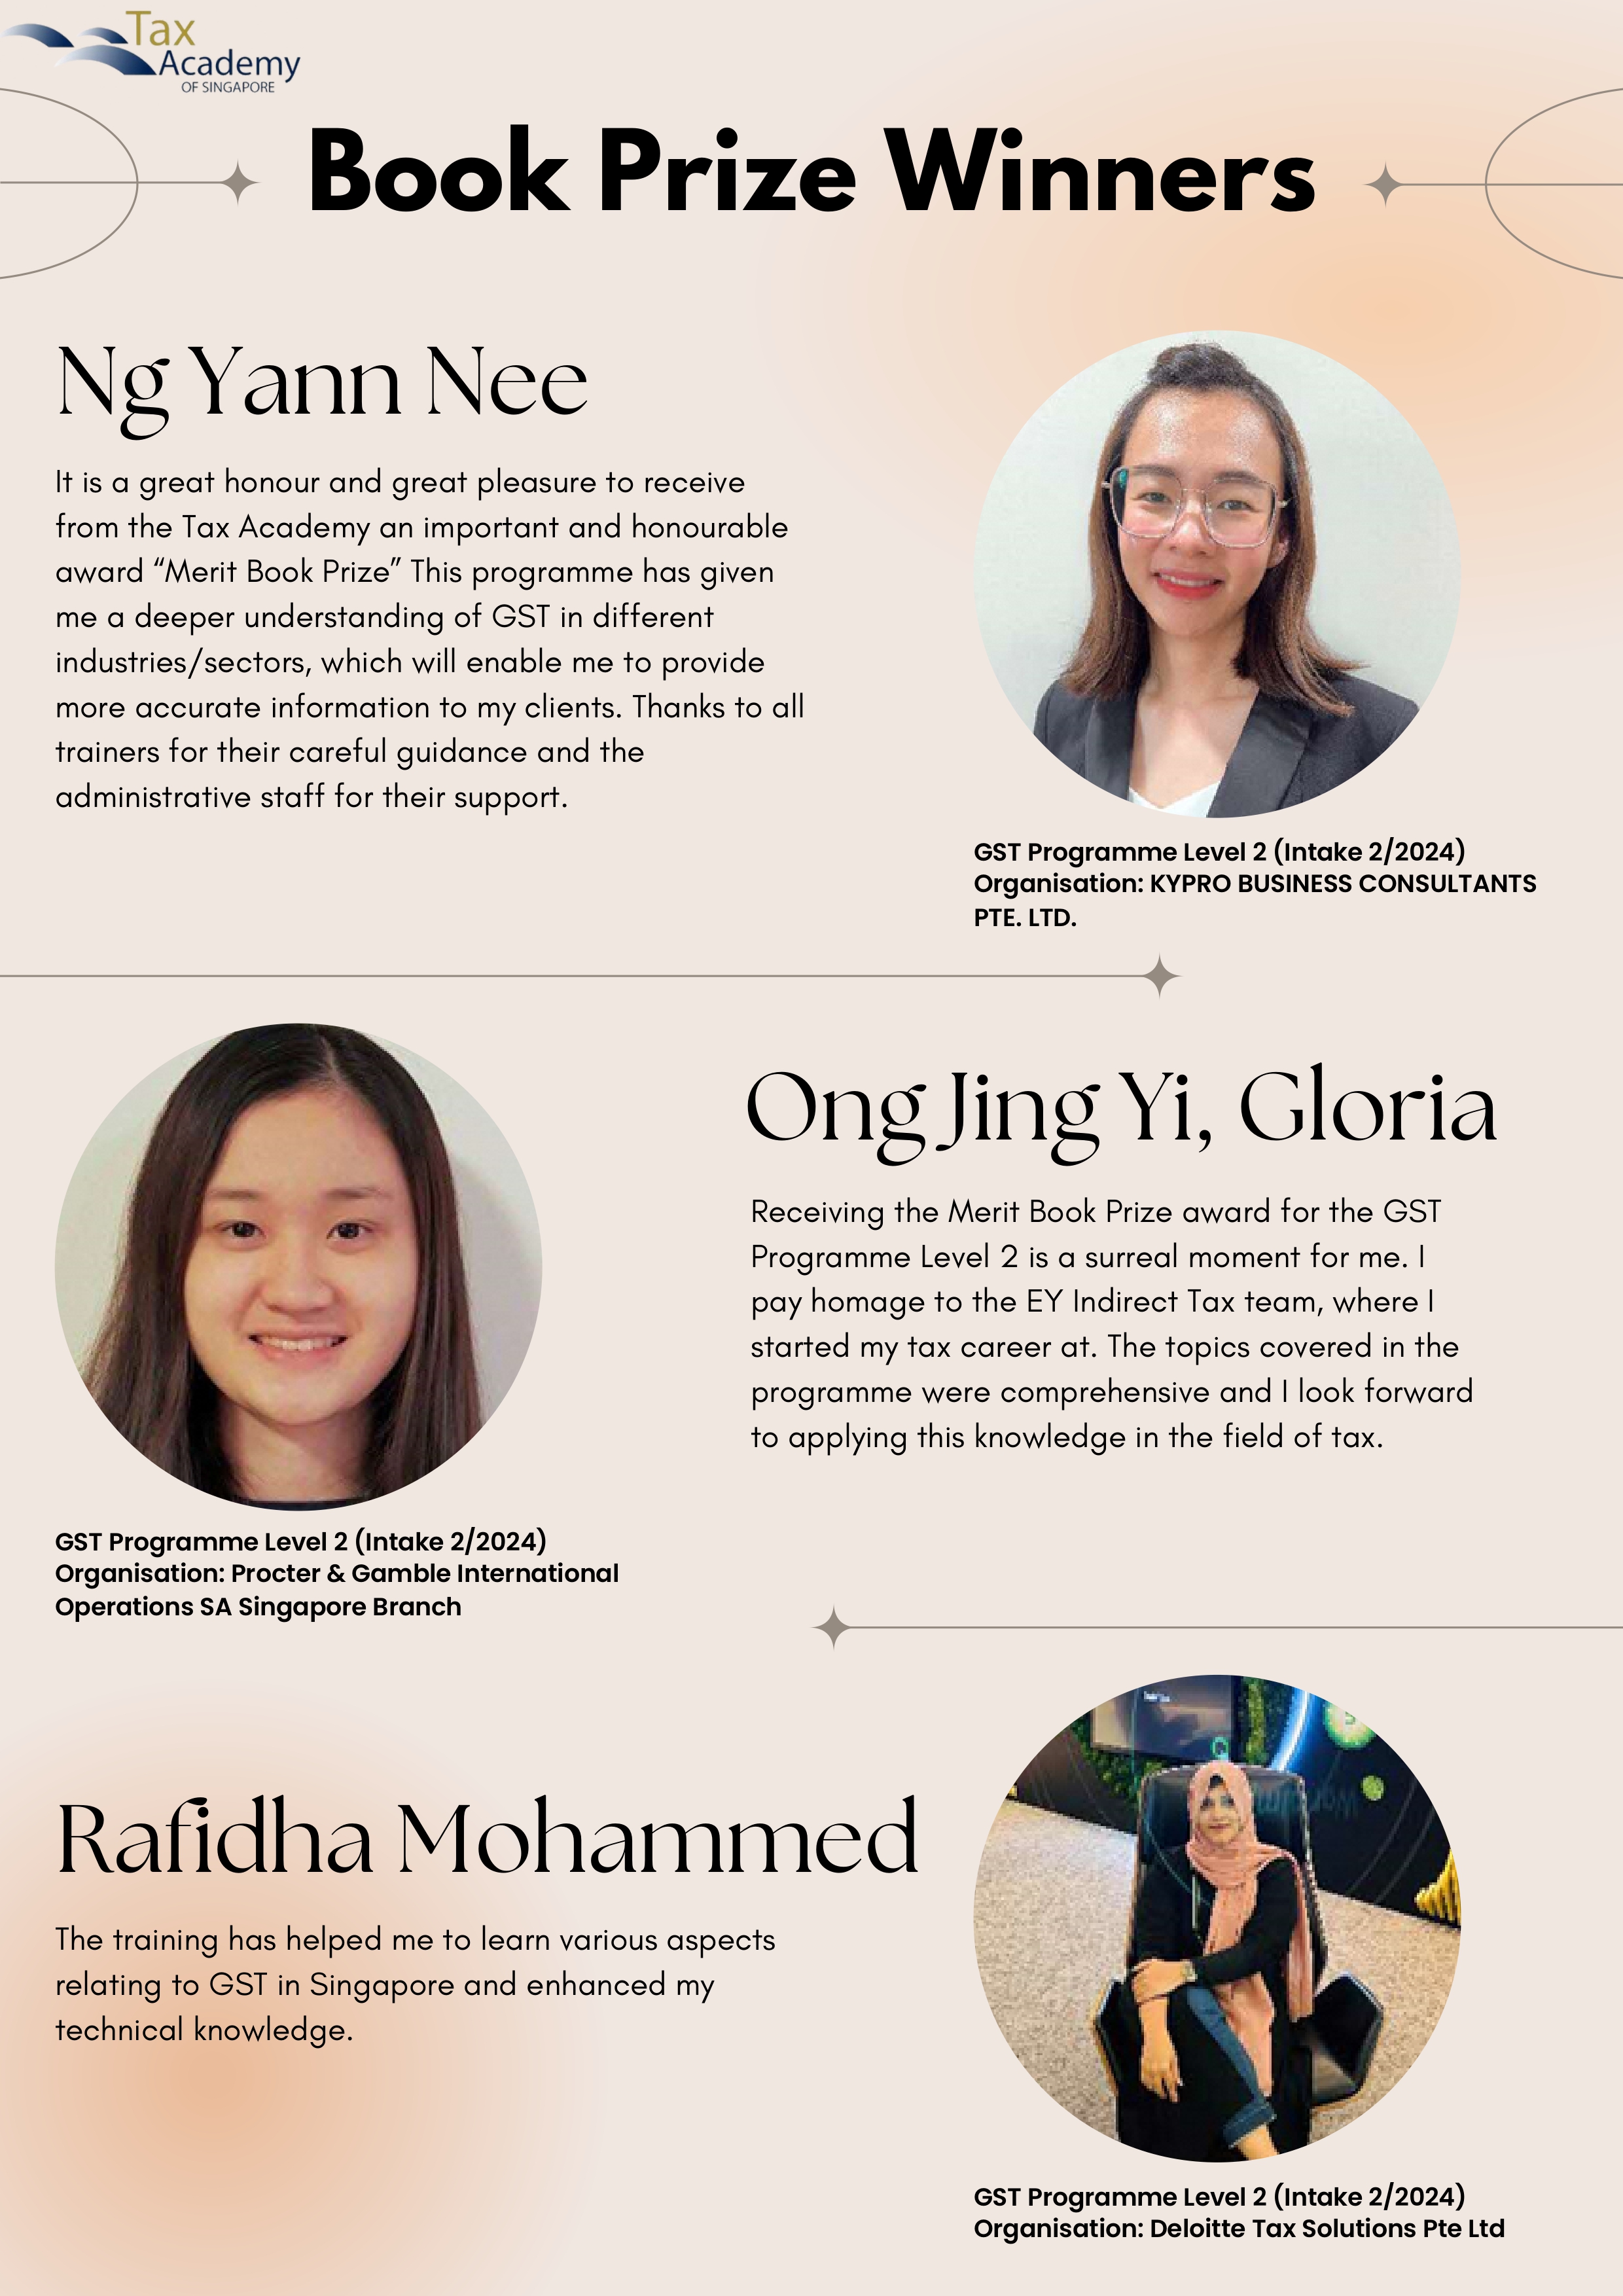 Tax
Academy
OF SINGAPORE
Book Prize Winners
Ng Yann Nee
It is a great honour and great pleasure to receive
from the Tax Academy an important and honourable
award “Merit Book Prize” This programme has given
me a deeper understanding of GST in different
industries/sectors, which will enable me to provide
more accurate information to my clients. Thanks to all
trainers for their careful guidance and the
administrative staff for their support.
GST Programme Level 2 (Intake 2/2024)
Organisation: KYPRO BUSINESS CONSULTANTS
PTE. LTD.
Ong Jing Yi, Gloria
Receiving the Merit Book Prize award for the GST
Programme Level 2 is a surreal moment for me. I
pay homage to the EY Indirect Tax team, where I
started my tax career at. The topics covered in the
programme were comprehensive and I look forward
to applying this knowledge in the field of tax.
GST Programme Level 2 (Intake 2/2024)
Organisation: Procter & Gamble International
Operations SA Singapore Branch
Rafidha Mohammed
The training has helped me to learn various aspects
relating to GST in Singapore and enhanced my
technical knowledge.
GST Programme Level 2 (Intake 2/2024)
Organisation: Deloitte Tax Solutions Pte Ltd